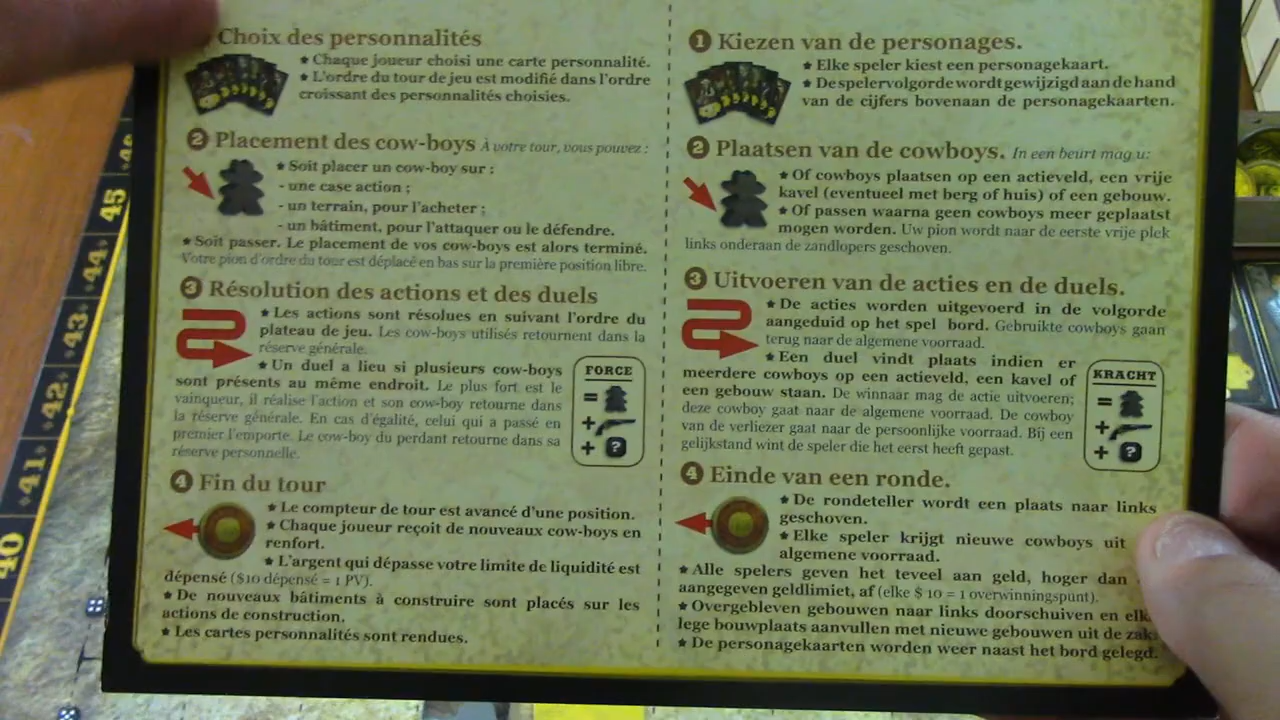 Choix des personnalités
★ Chaque joueur choisi une carte personnalité.
★ L'ordre du tour de jeu est modifié dans l'ordre
croissant des personnalités choisies.
2 Placement des cow-boys À votre tour, vous pouvez :
★ Soit placer un cow-boy sur :
- une case action ;
- un terrain, pour l'acheter ;
- un bâtiment, pour l'attaquer ou le défendre.
★ Soit passer. Le placement de vos cow-boys est alors terminé.
Votre pion d'ordre du tour est déplacé en bas sur la première position libre.
3 Résolution des actions et des duels
★ Les actions sont résolues en suivant l'ordre du
plateau de jeu. Les cow-boys utilisés retournent dans la
réserve générale.
★ Un duel a lieu si plusieurs cow-boys
sont présents au même endroit. Le plus fort est le
vainqueur, il réalise l'action et son cow-boy retourne dans
la réserve générale. En cas d'égalité, celui qui a passé en
premier l'emporte. Le cow-boy du perdant retourne dans sa
réserve personnelle.
FORCE
=
+
+ ?
4 Fin du tour
★ Le compteur de tour est avancé d'une position.
★ Chaque joueur reçoit de nouveaux cow-boys en
renfort.
★ L'argent qui dépasse votre limite de liquidité est
dépensé ($10 dépensé = 1 PV).
★ De nouveaux bâtiments à construire sont placés sur les
actions de construction.
★ Les cartes personnalités sont rendues.
1 Kiezen van de personages.
★ Elke speler kiest een personagekaart.
★ De spelervolgorde wordt gewijzigd aan de hand
van de cijfers bovenaan de personagekaarten.
2 Plaatsen van de cowboys. In een beurt mag u:
★ Of cowboys plaatsen op een actieveld, een vrije
kavel (eventueel met berg of huis) of een gebouw.
★ Of passen waarna geen cowboys meer geplaatst
mogen worden. Uw pion wordt naar de eerste vrije plek
links onderaan de zandlopers geschoven.
3 Uitvoeren van de acties en de duels.
★ De acties worden uitgevoerd in de volgorde
aangeduid op het spel bord. Gebruikte cowboys gaan
terug naar de algemene voorraad.
★ Een duel vindt plaats indien er
meerdere cowboys op een actieveld, een kavel of
een gebouw staan. De winnaar mag de actie uitvoeren;
deze cowboy gaat naar de algemene voorraad. De cowboy
van de verliezer gaat naar de persoonlijke voorraad. Bij een
gelijkstand wint de speler die het eerst heeft gepast.
KRACHT
=
+
+ ?
4 Einde van een ronde.
★ De rondeteller wordt een plaats naar links
geschoven.
★ Elke speler krijgt nieuwe cowboys uit
algemene voorraad.
★ Alle spelers geven het teveel aan geld, hoger dan
aangegeven geldlimiet, af (elke $ 10 = 1 overwinningspunt).
★ Overgebleven gebouwen naar links doorschuiven en elk
lege bouwplaats aanvullen met nieuwe gebouwen uit de zak.
★ De personagekaarten worden weer naast het bord gelegd.
45
44
43
42
41
40